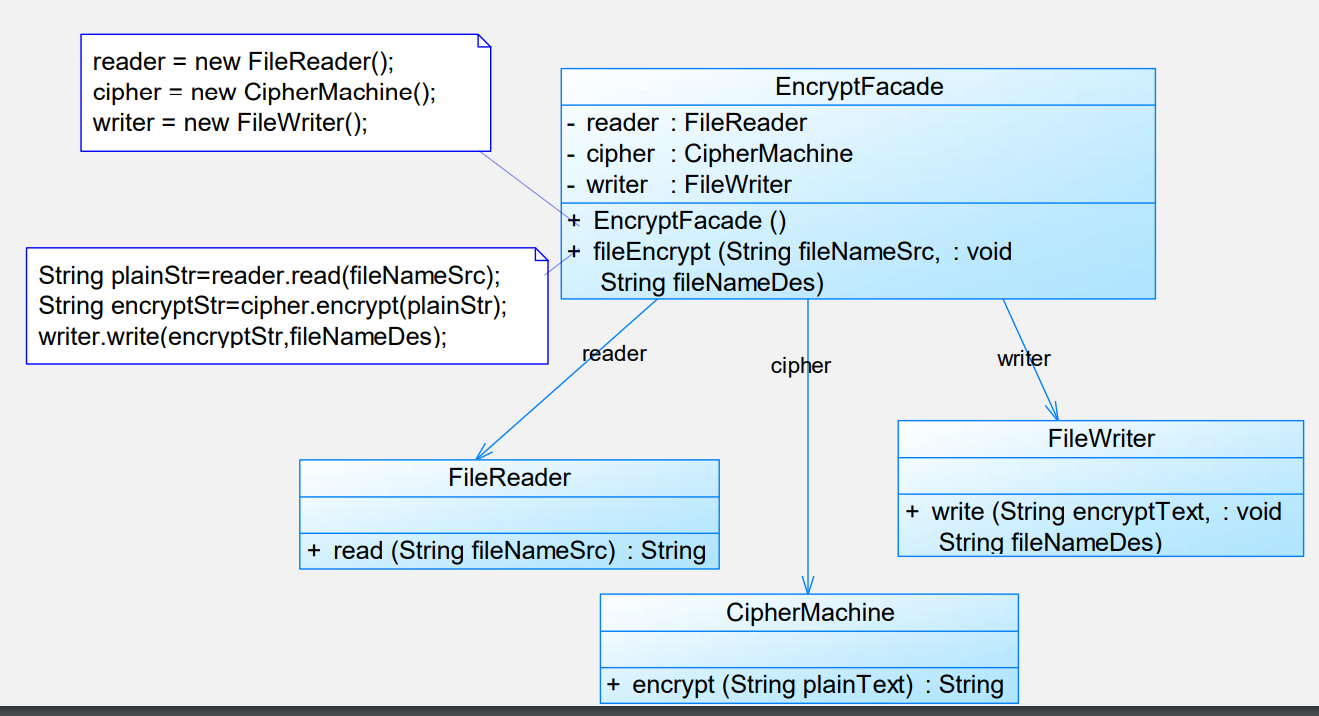 reader = new FileReader();
cipher = new CipherMachine();
writer = new FileWriter();
EncryptFacade
- reader : FileReader
- cipher : CipherMachine
- writer : FileWriter
+ EncryptFacade ()
+ fileEncrypt (String fileNameSrc, : void
String fileNameDes)
String plainStr=reader.read(fileNameSrc);
String encryptStr=cipher.encrypt(plainStr);
writer.write(encryptStr,fileNameDes);
reader
cipher
writer
FileReader
+ read (String fileNameSrc) : String
FileWriter
+ write (String encryptText, : void
String fileNameDes)
CipherMachine
+ encrypt (String plainText) : String